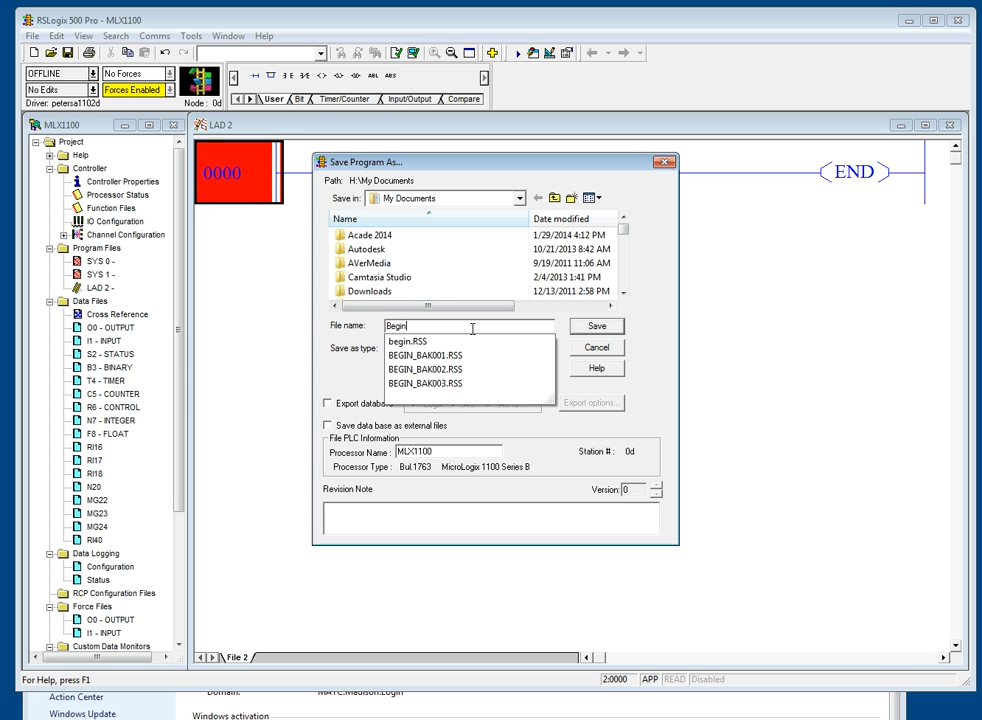 RSLogix 500 Pro - MLX1100
File Edit View Search Comms Tools Window Help
OFFLINE No Forces
No Edits Forces Enabled
Driver: petersa1102d Node : 0d
ABL ABS
User Bit Timer/Counter Input/Output Compare
MLX1100
Project
Help
Controller
Controller Properties
Processor Status
Function Files
IO Configuration
Channel Configuration
Program Files
SYS 0 -
SYS 1 -
LAD 2 -
Data Files
Cross Reference
O0 - OUTPUT
I1 - INPUT
S2 - STATUS
B3 - BINARY
T4 - TIMER
C5 - COUNTER
R6 - CONTROL
N7 - INTEGER
F8 - FLOAT
RI16
RI17
RI18
N20
MG22
MG23
MG24
RI40
Data Logging
Configuration
Status
RCP Configuration Files
Force Files
O0 - OUTPUT
I1 - INPUT
Custom Data Monitors
LAD 2
0000
END
File 2
Save Program As...
Path: H:\My Documents
Save in: My Documents
Name Date modified
Acade 2014 1/29/2014 4:12 PM
Autodesk 10/21/2013 8:42 AM
AVerMedia 9/19/2011 11:06 AM
Camtasia Studio 2/4/2013 1:41 PM
Downloads 12/13/2011 2:58 PM
File name: Begin Save
begin.RSS
Save as type: Cancel
BEGIN_BAK001.RSS
BEGIN_BAK002.RSS Help
BEGIN_BAK003.RSS
Export database Export options...
Save data base as external files
File PLC Information
Processor Name : MLX1100 Station # : 0d
Processor Type : Bul.1763 MicroLogix 1100 Series B
Revision Note Version: 0
For Help, press F1 2:0000 APP READ Disabled
Domain: MATC.Madison.Login
Action Center
Windows Update
Windows activation